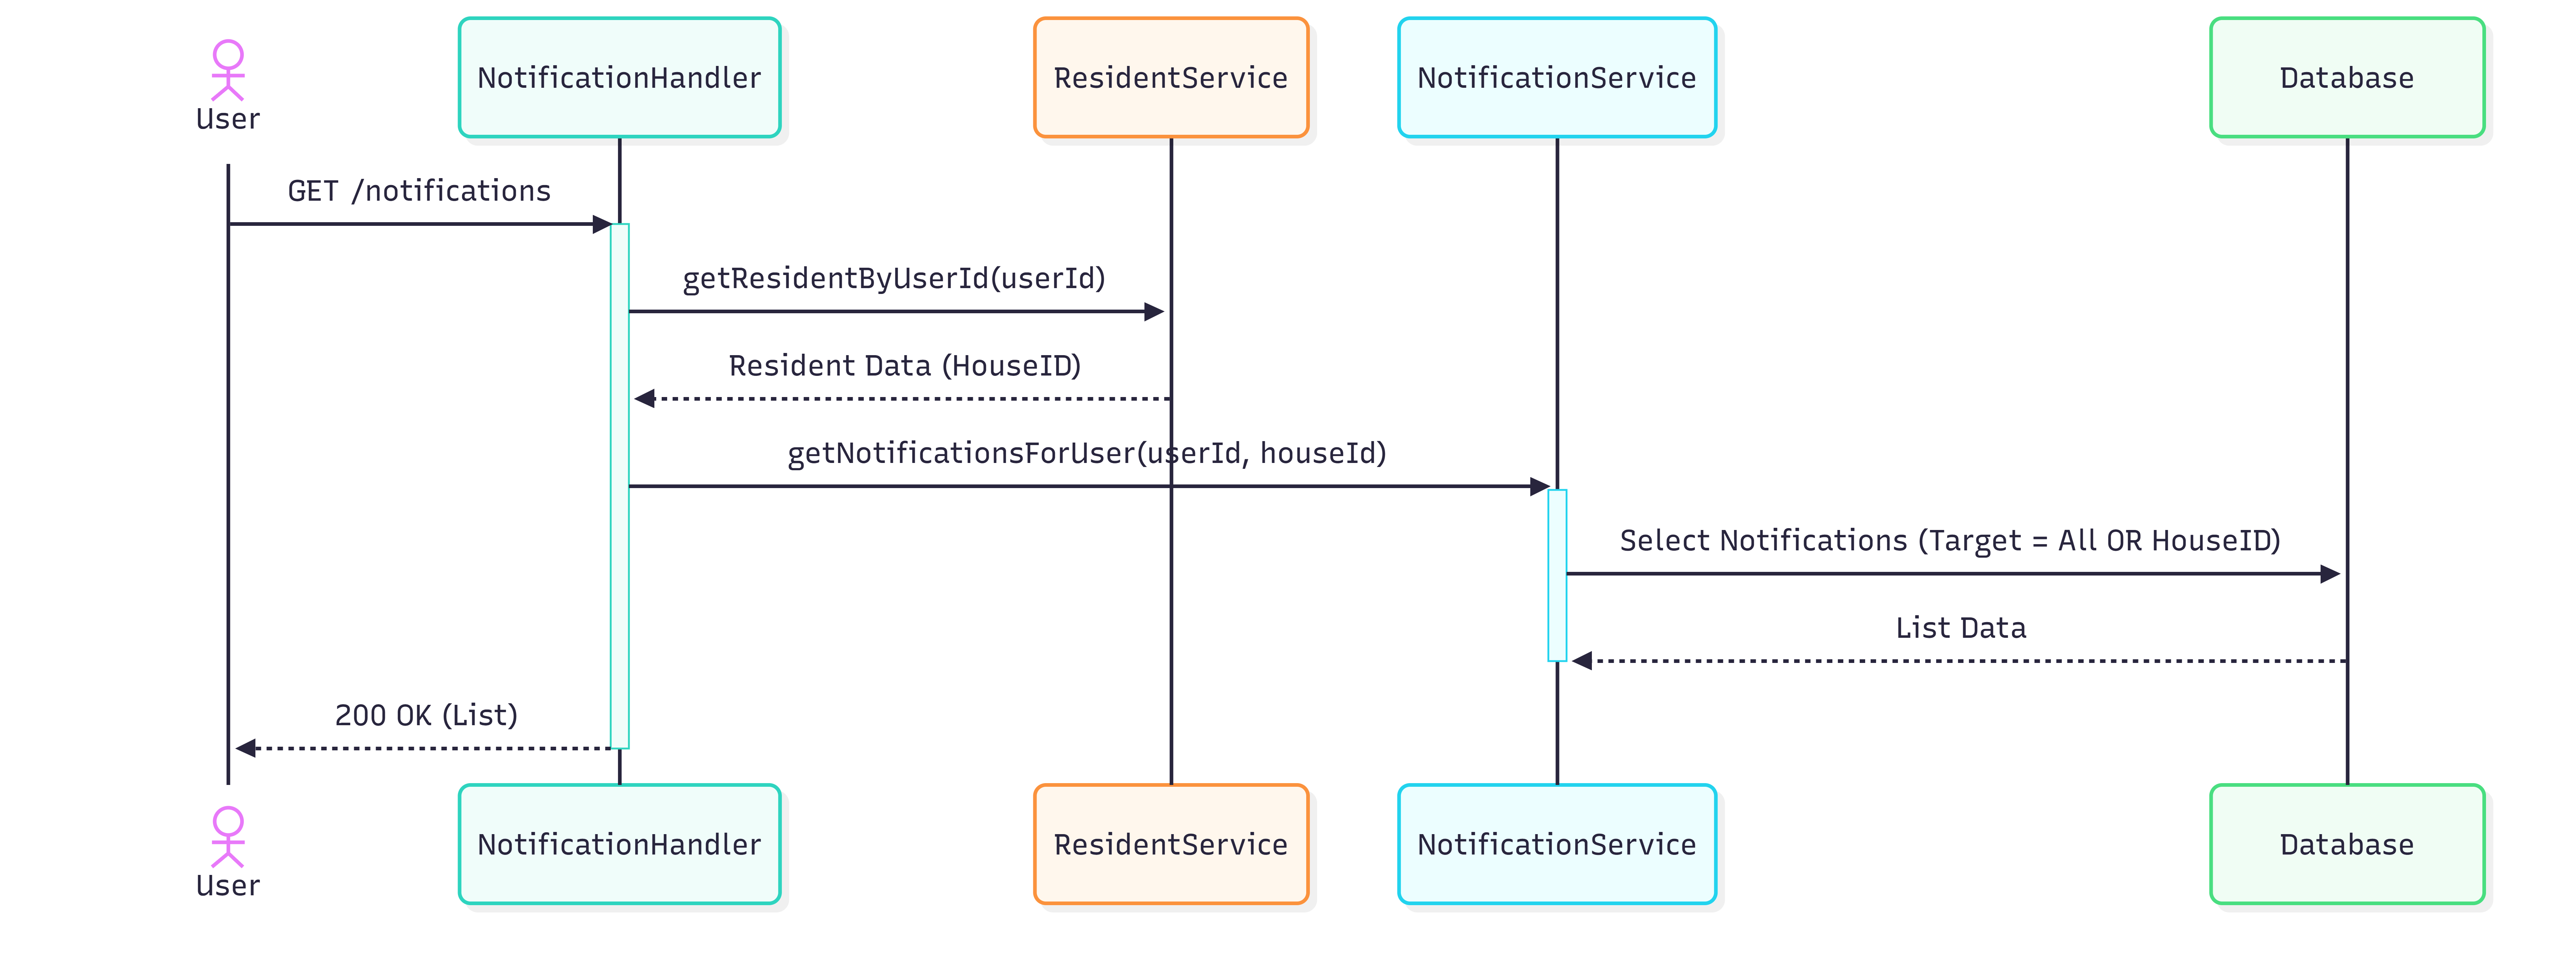 User
NotificationHandler
ResidentService
NotificationService
Database
GET /notifications
getResidentByUserId(userId)
Resident Data (HouseID)
getNotificationsForUser(userId, houseId)
Select Notifications (Target = All OR HouseID)
List Data
200 OK (List)
User
NotificationHandler
ResidentService
NotificationService
Database